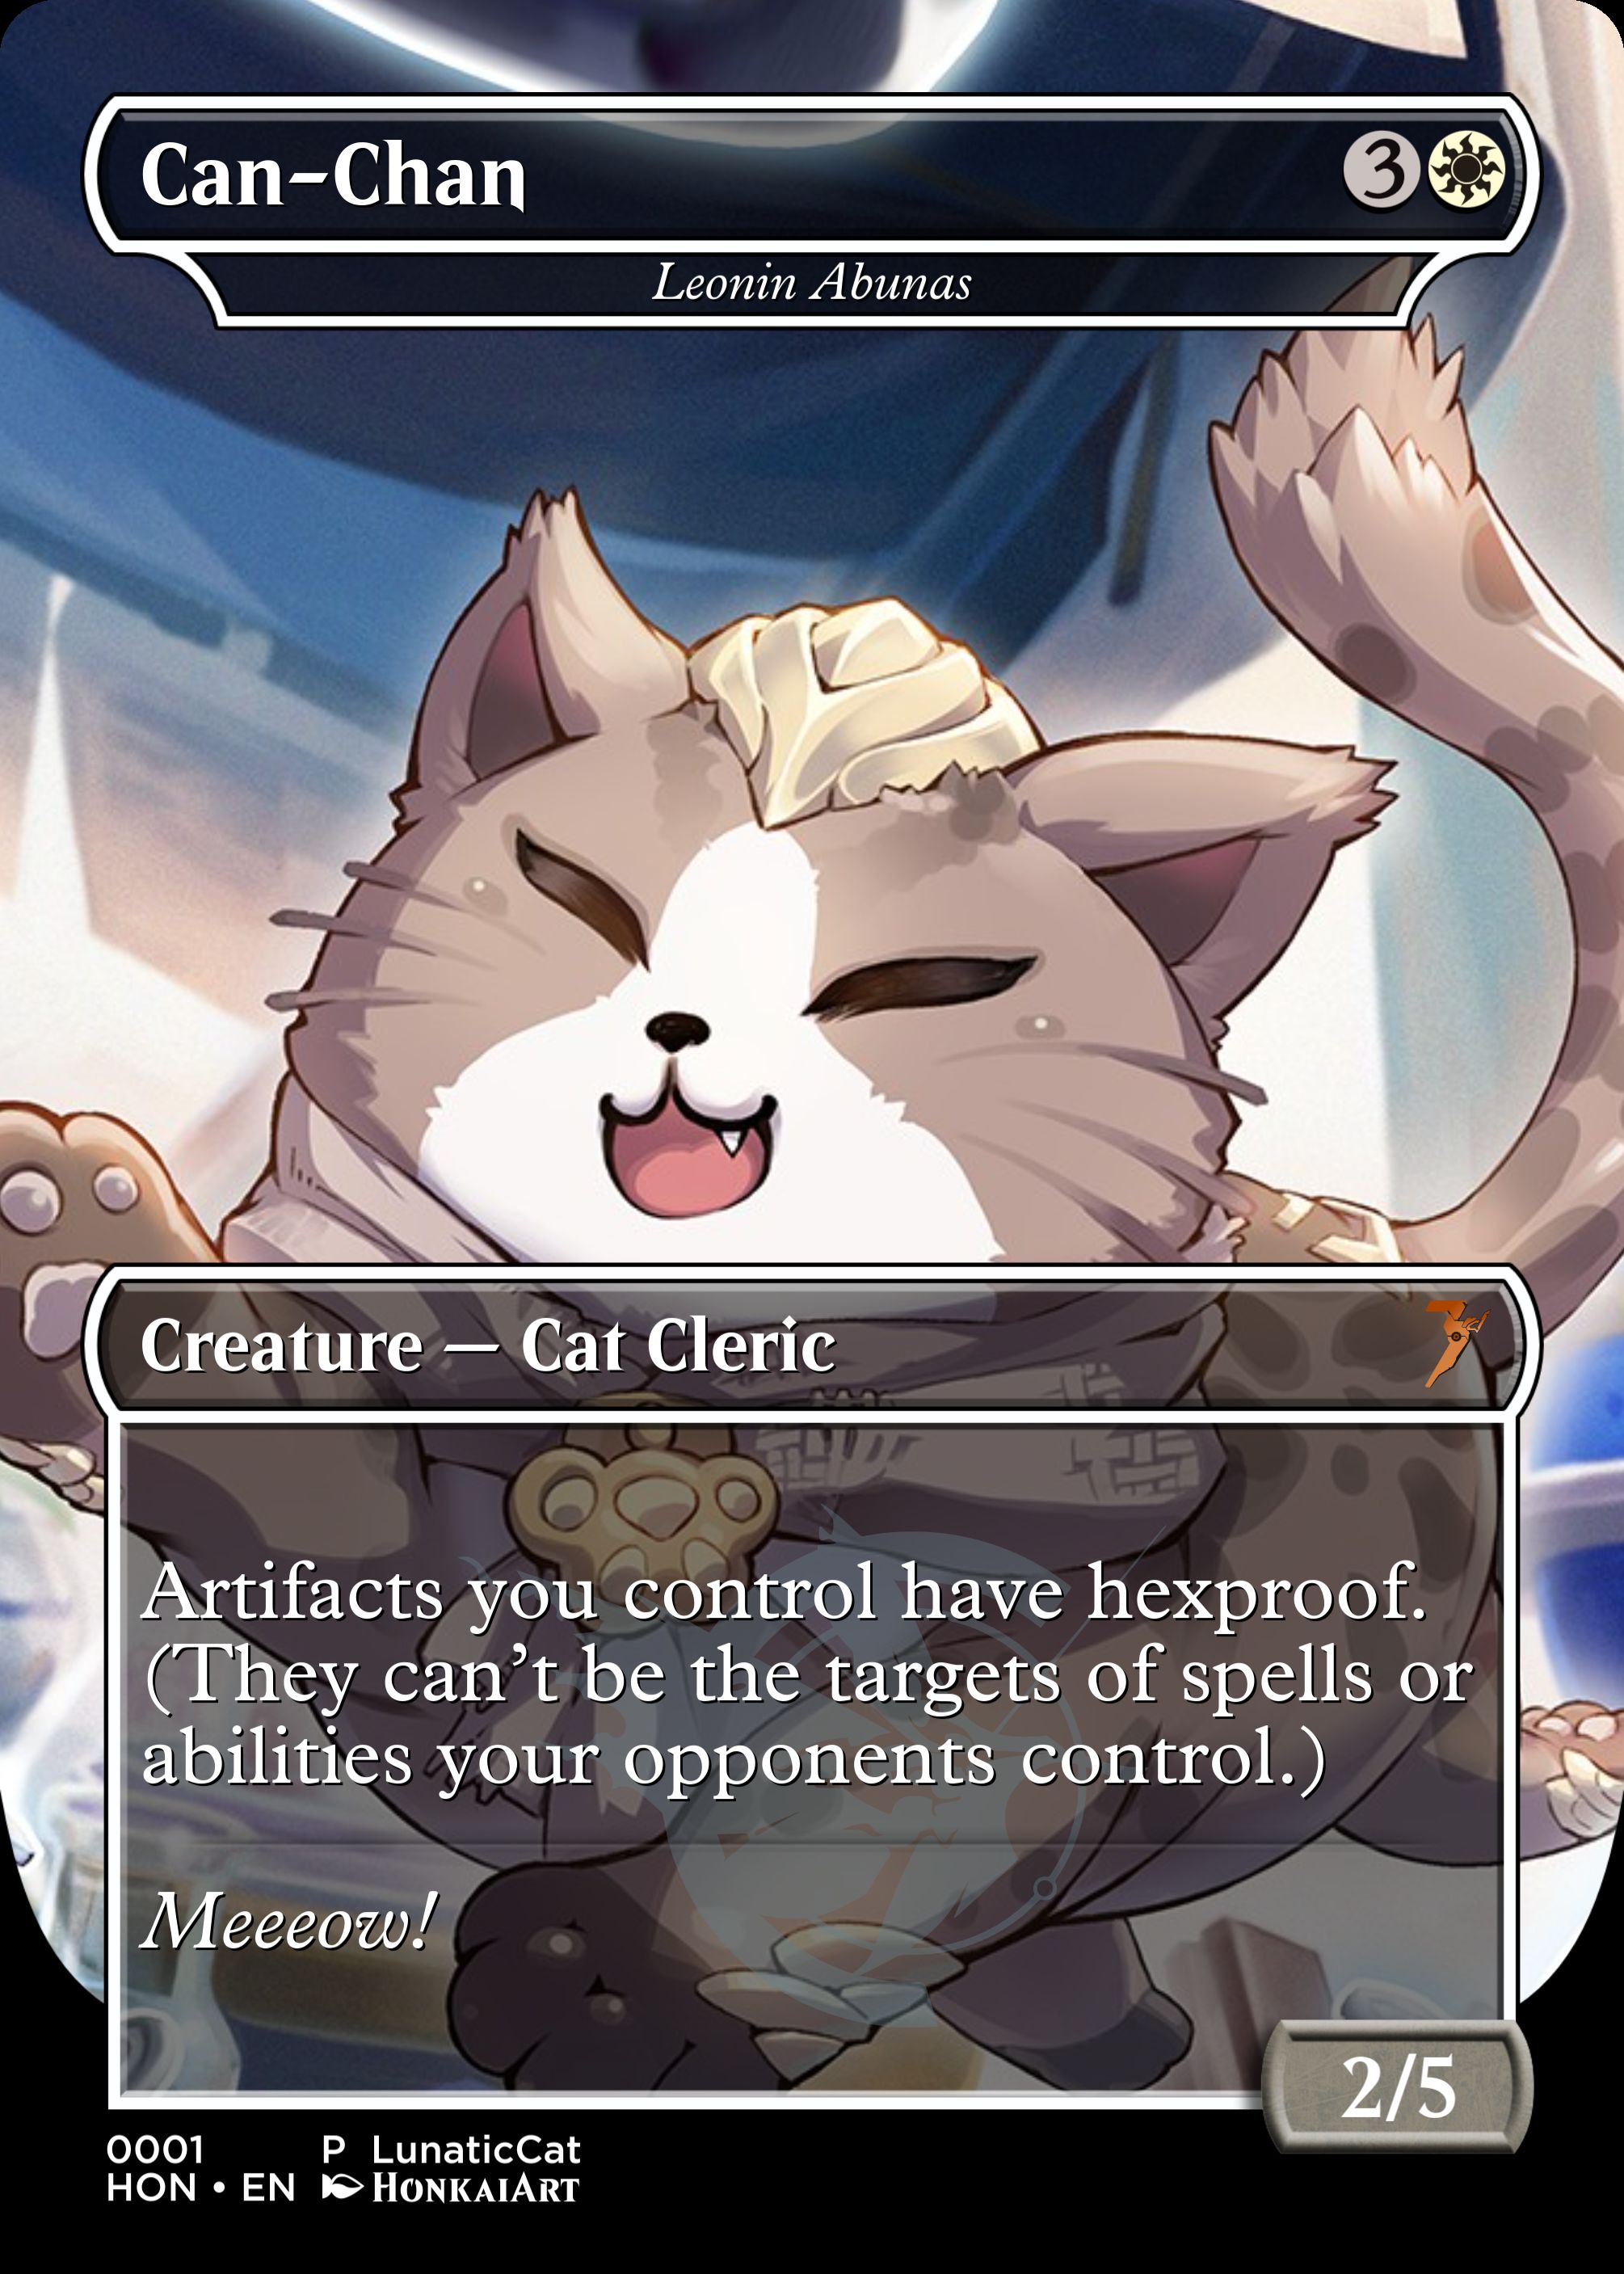 Can-Chan 3
Leonin Abunas
Creature — Cat Cleric
Artifacts you control have hexproof.
(They can't be the targets of spells or
abilities your opponents control.)
Meeeow!
2/5
0001 P LunaticCat
HON • EN HonkaiArt